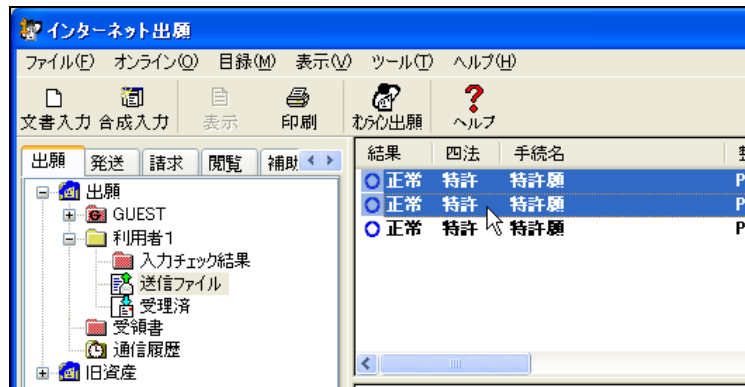 インターネット出願
ファイル(F) オンライン(O) 目録(M) 表示(V) ツール(T) ヘルプ(H)
文書入力 合成入力 表示 印刷 オンライン出願 ヘルプ
出願 発送 請求 閲覧 補助
結果 四法 手続名
正常 特許 特許願 P
正常 特許 特許願 P
正常 特許 特許願 P
出願
GUEST
利用者1
入力チェック結果
送信ファイル
受理済
受領書
通信履歴
旧資産